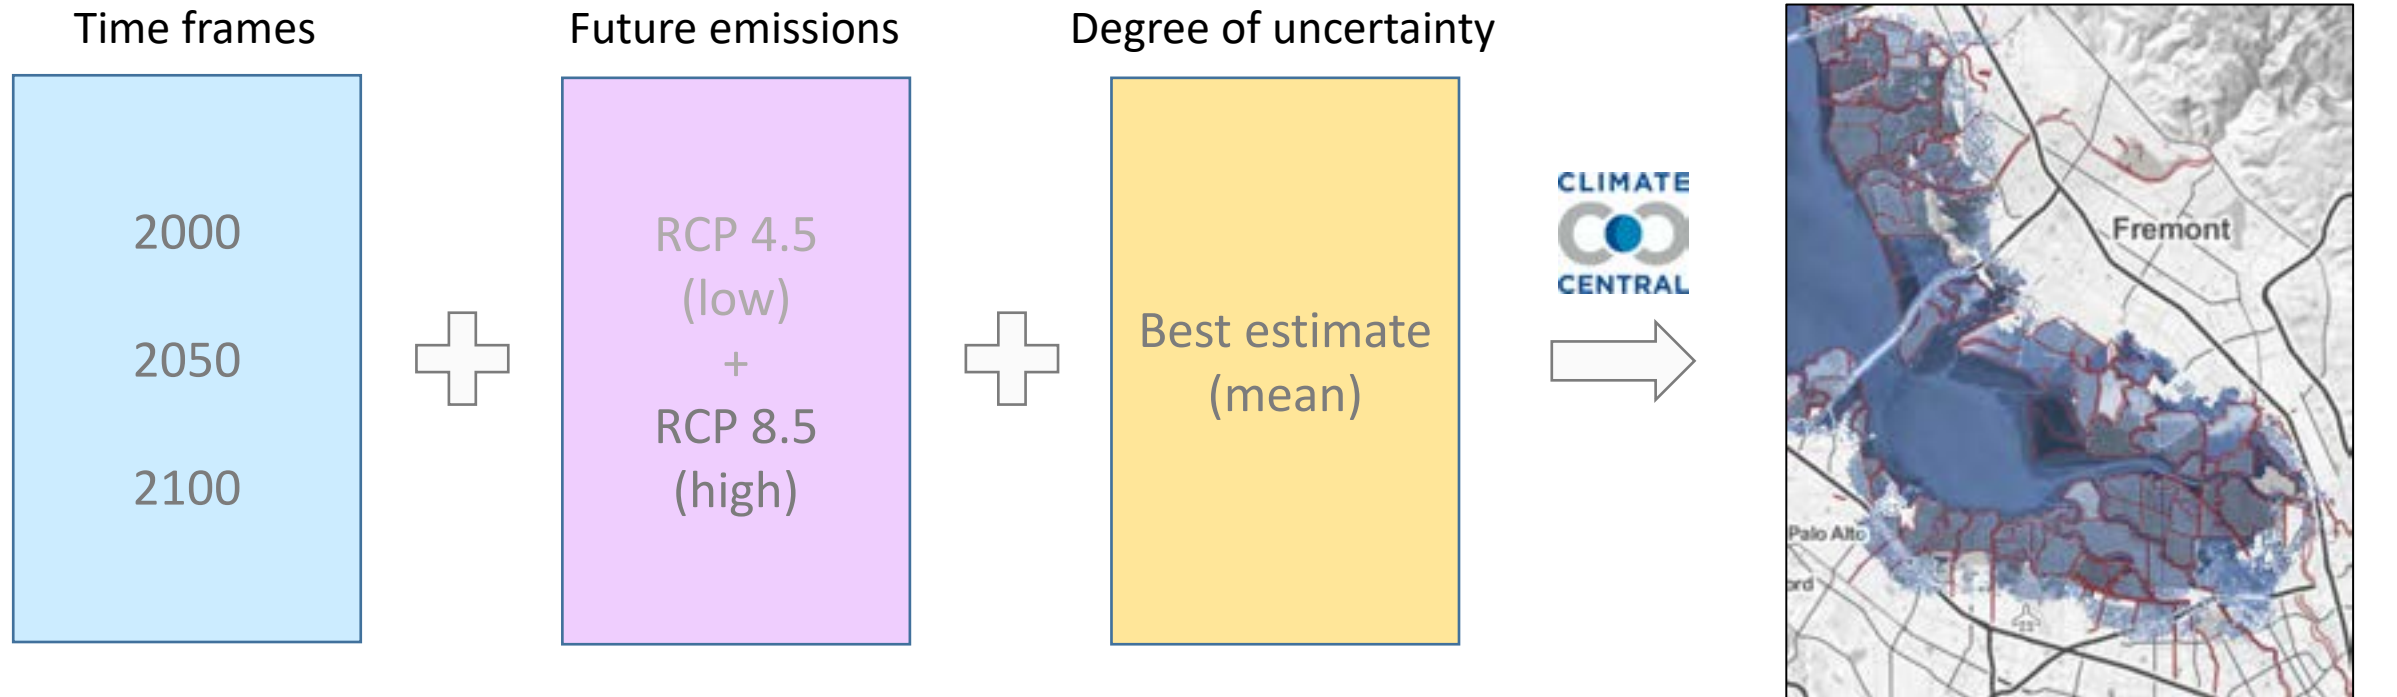 Time frames
2000
2050
2100
Future emissions
RCP 4.5
(low)
+
RCP 8.5
(high)
Degree of uncertainty
Best estimate
(mean)
CLIMATE
CENTRAL
Fremont
Palo Alto
ord